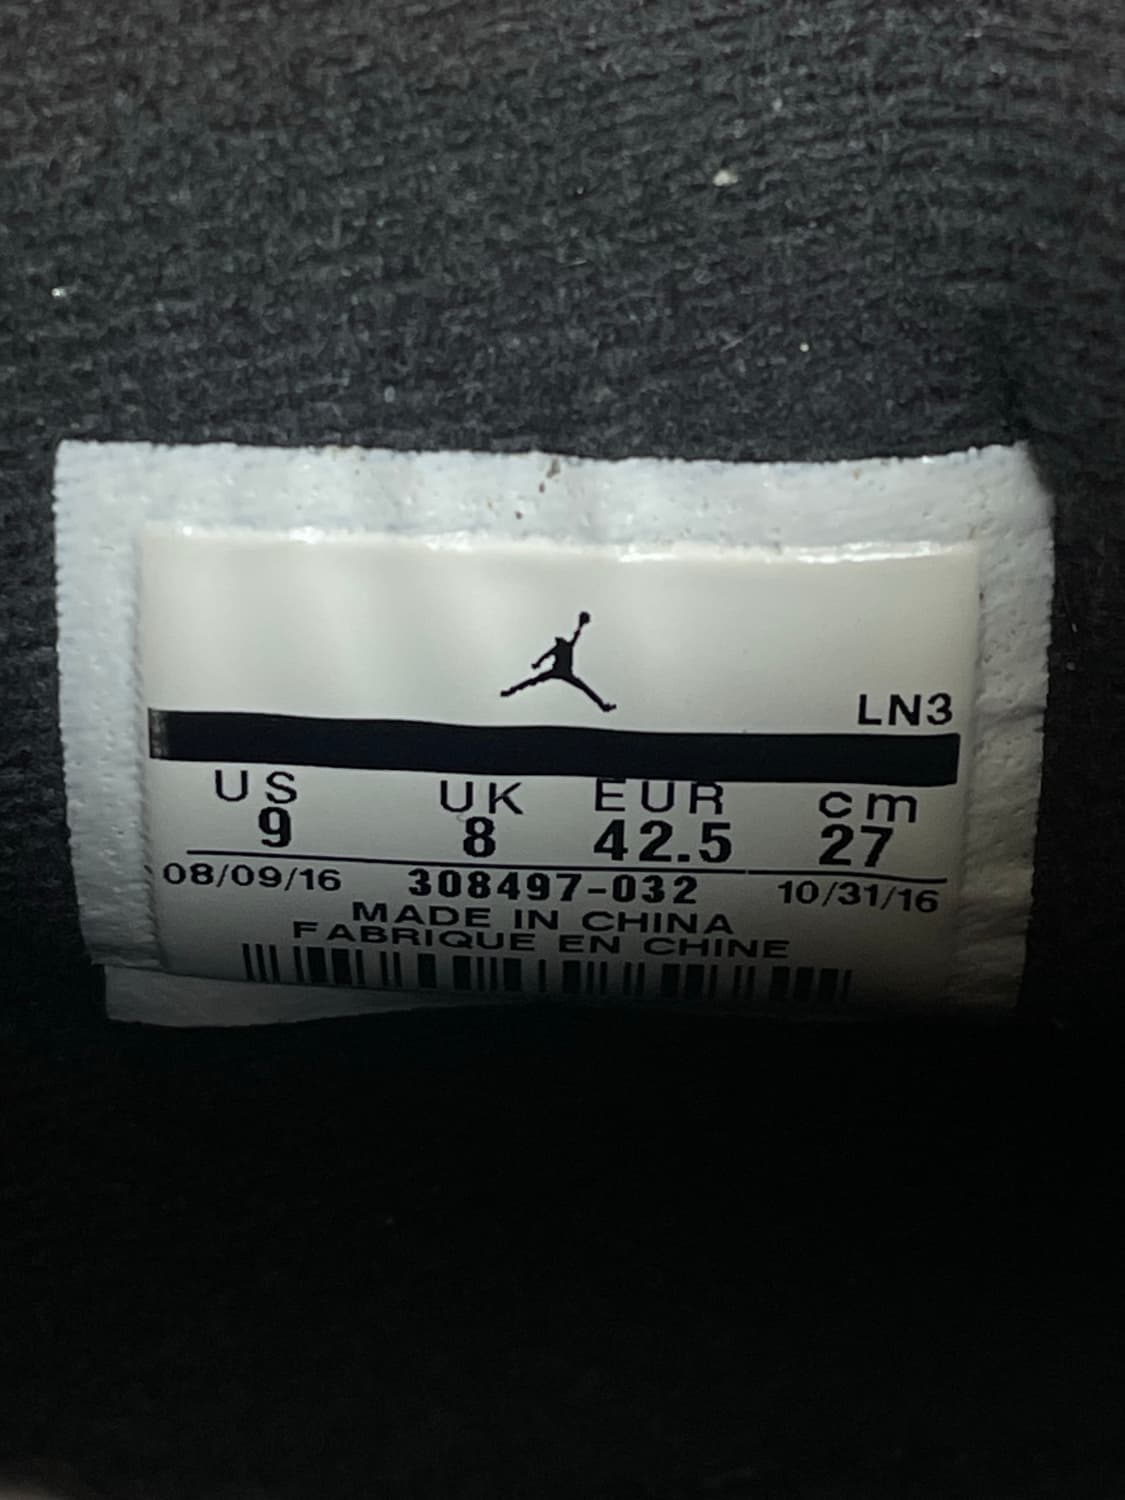 LN3
US UK EUR cm
9 8 42.5 27
08/09/16 308497-032 10/31/16
MADE IN CHINA
FABRIQUE EN CHINE